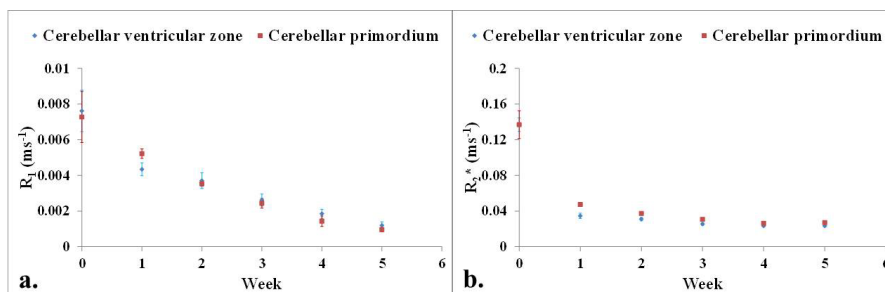 Cerebellar ventricular zone Cerebellar primordium
0.01
0.008
0.006
0.004
0.002
0
R1 (ms-1)
0 1 2 3 4 5 6
Week
a.
Cerebellar ventricular zone Cerebellar primordium
0.2
0.16
0.12
0.08
0.04
0
R2* (ms-1)
0 1 2 3 4 5 6
Week
b.